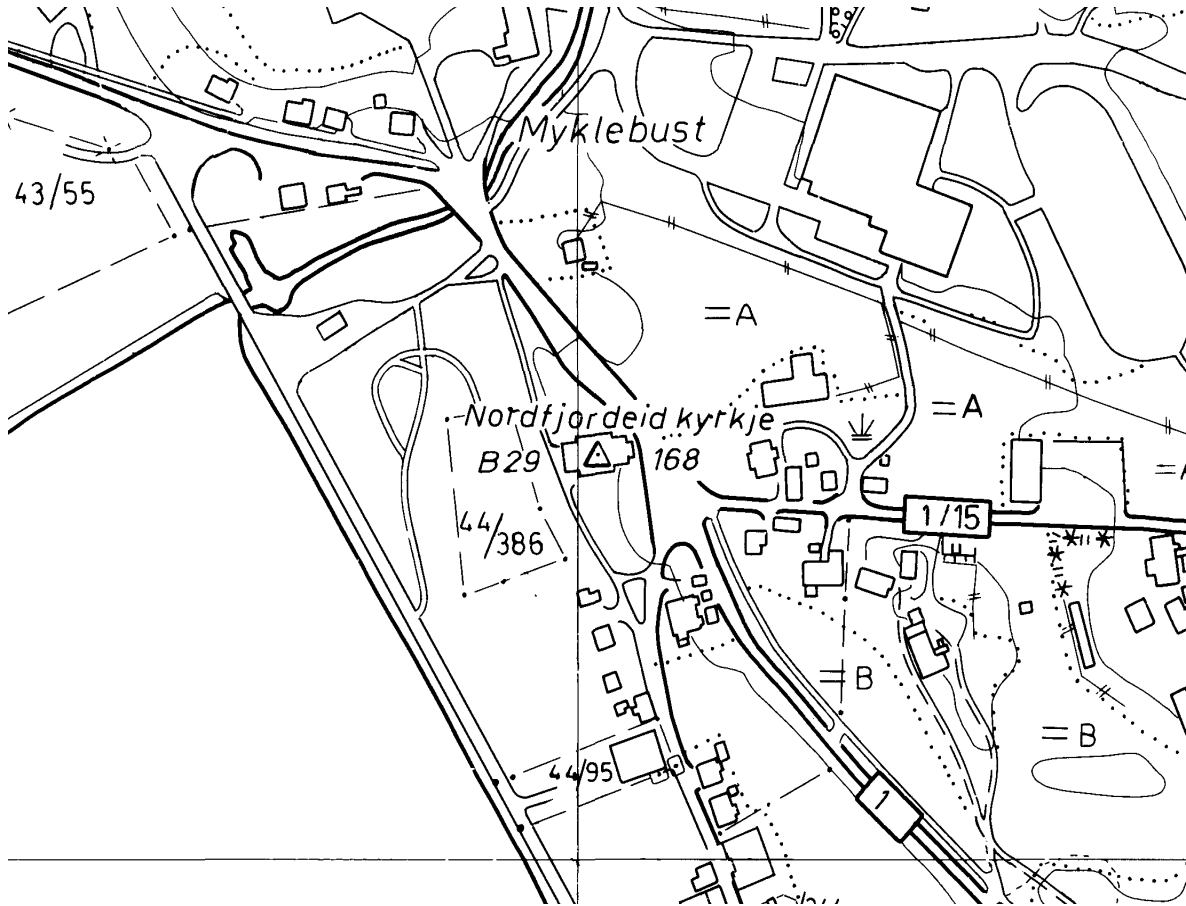 Myklebust
43/55
=A
=A
Nordfjordeid kyrkje
B29 168
=A
44/386
1/15
=B
=B
44/95
1